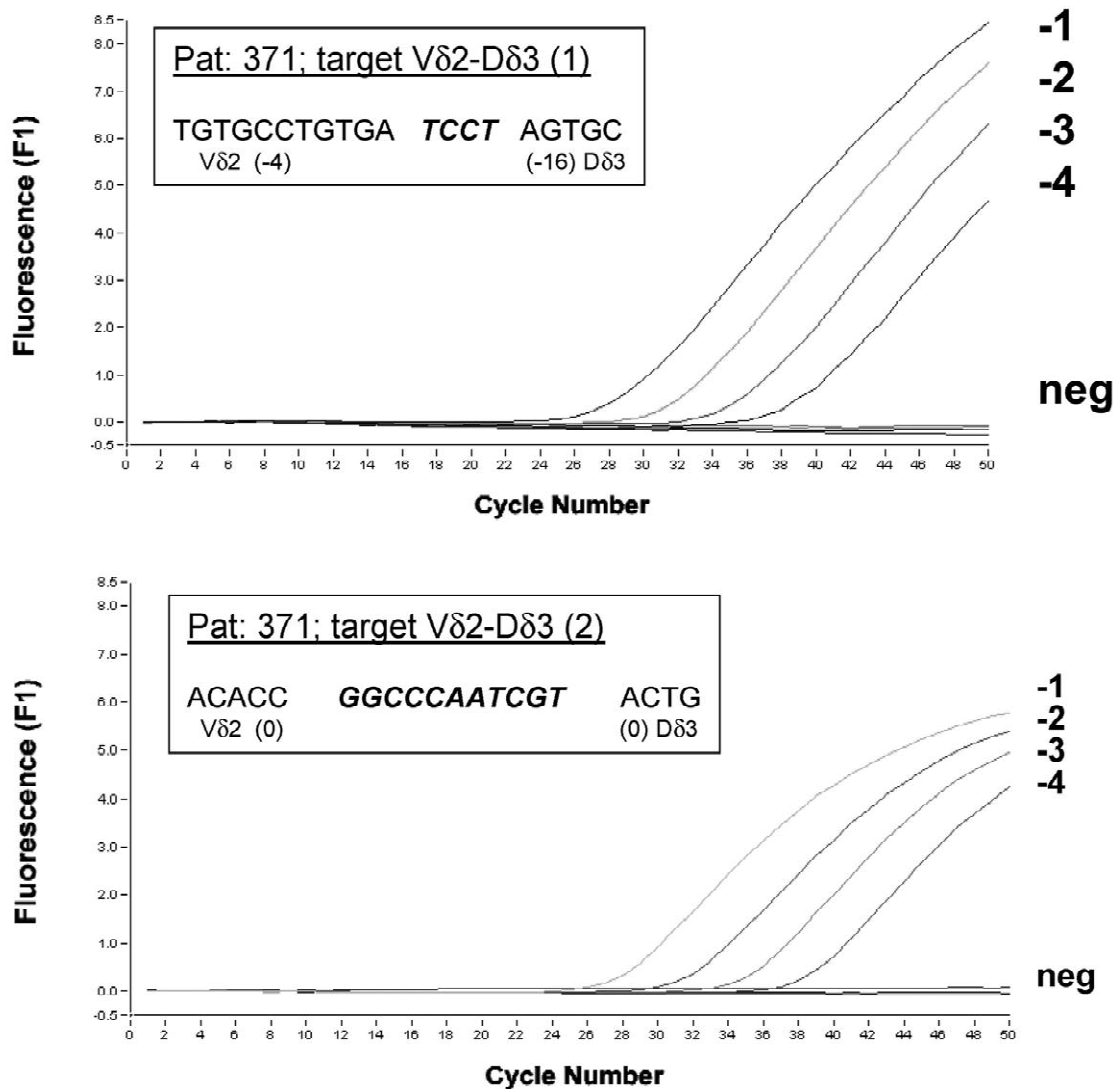 8.5
8.0
7.0
6.0
5.0
4.0
3.0
2.0
1.0
0.0
-0.5
Fluorescence (F1)
Pat: 371; target Vδ2-Dδ3 (1)
TGTGCCTGTGA TCCT AGTGC
Vδ2 (-4) (-16) Dδ3
-1
-2
-3
-4
neg
0 2 4 6 8 10 12 14 16 18 20 22 24 26 28 30 32 34 36 38 40 42 44 46 48 50
Cycle Number
8.5
8.0
7.0
6.0
5.0
4.0
3.0
2.0
1.0
0.0
-0.5
Fluorescence (F1)
Pat: 371; target Vδ2-Dδ3 (2)
ACACC GGCCCAATCGT ACTG
Vδ2 (0) (0) Dδ3
-1
-2
-3
-4
neg
0 2 4 6 8 10 12 14 16 18 20 22 24 26 28 30 32 34 36 38 40 42 44 46 48 50
Cycle Number